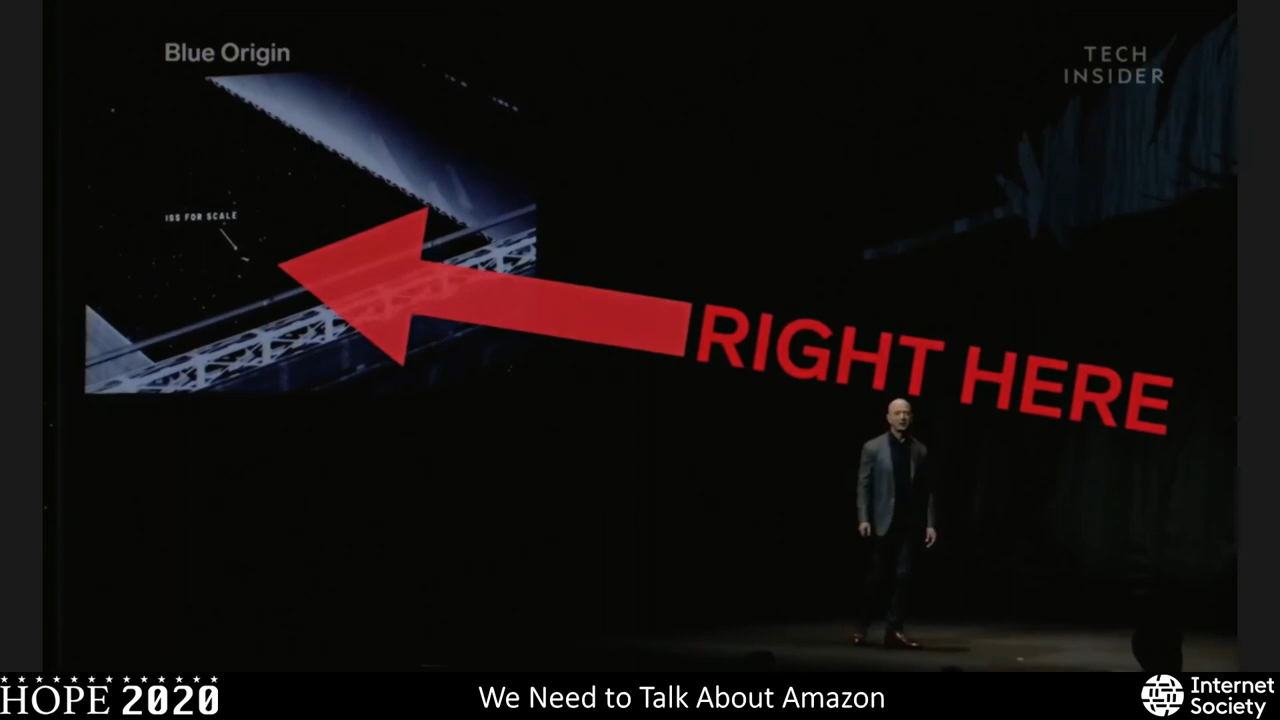 Blue Origin
TECH
INSIDER
ISS FOR SCALE
RIGHT HERE
HOPE 2020
We Need to Talk About Amazon
Internet
Society